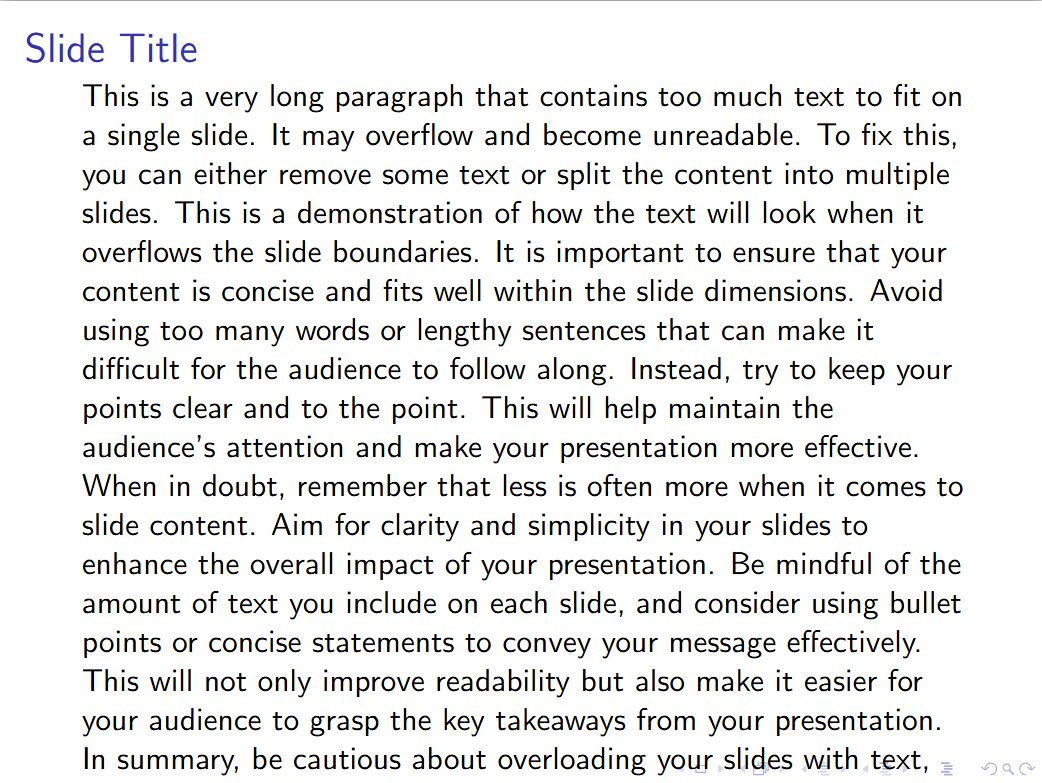 Slide Title
This is a very long paragraph that contains too much text to fit on
a single slide. It may overflow and become unreadable. To fix this,
you can either remove some text or split the content into multiple
slides. This is a demonstration of how the text will look when it
overflows the slide boundaries. It is important to ensure that your
content is concise and fits well within the slide dimensions. Avoid
using too many words or lengthy sentences that can make it
difficult for the audience to follow along. Instead, try to keep your
points clear and to the point. This will help maintain the
audience's attention and make your presentation more effective.
When in doubt, remember that less is often more when it comes to
slide content. Aim for clarity and simplicity in your slides to
enhance the overall impact of your presentation. Be mindful of the
amount of text you include on each slide, and consider using bullet
points or concise statements to convey your message effectively.
This will not only improve readability but also make it easier for
your audience to grasp the key takeaways from your presentation.
In summary, be cautious about overloading your slides with text,